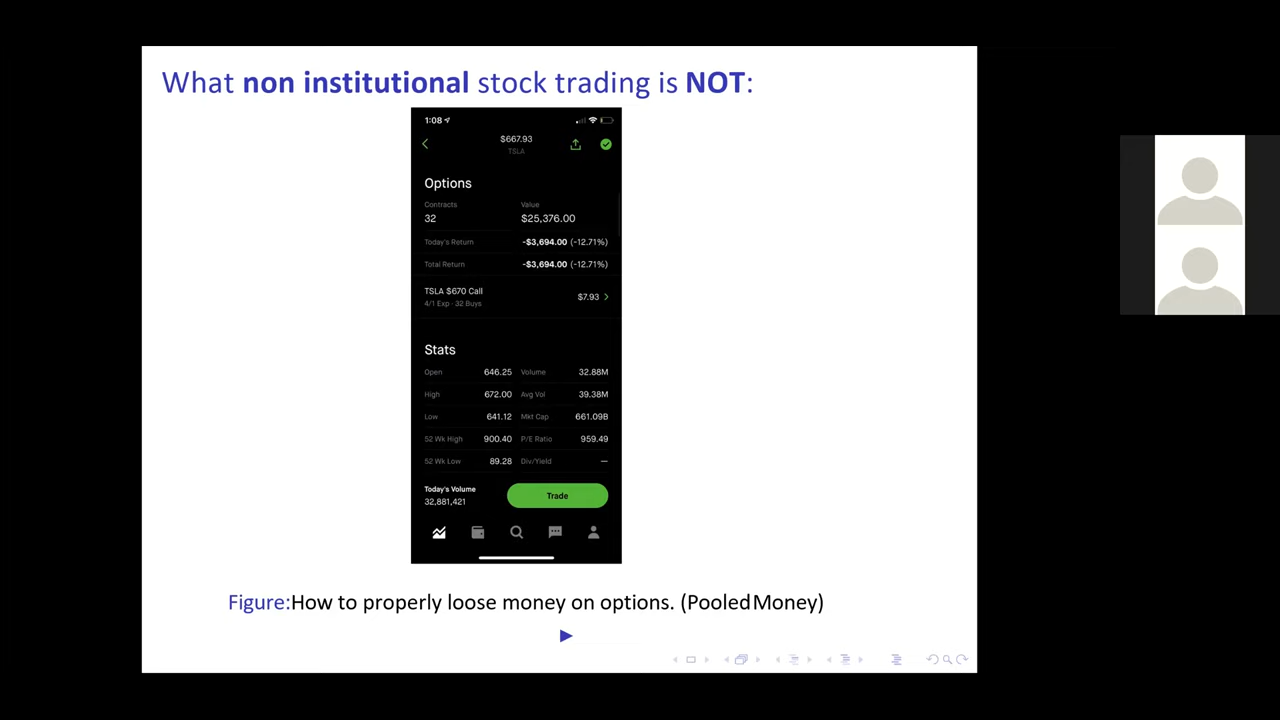 What non institutional stock trading is NOT:
1:08
$667.93
TSLA
Options
Contracts Value
32 $25,376.00
Today's Return -$3,694.00 (-12.71%)
Total Return -$3,694.00 (-12.71%)
TSLA $670 Call
$7.93
4/1 Exp · 32 Buys
Stats
Open 646.25 Volume 32.88M
High 672.00 Avg Vol 39.38M
Low 641.12 Mkt Cap 661.09B
52 Wk High 900.40 P/E Ratio 959.49
52 Wk Low 89.28 Div/Yield —
Today's Volume
32,881,421
Trade
Figure:How to properly loose money on options. (PooledMoney)